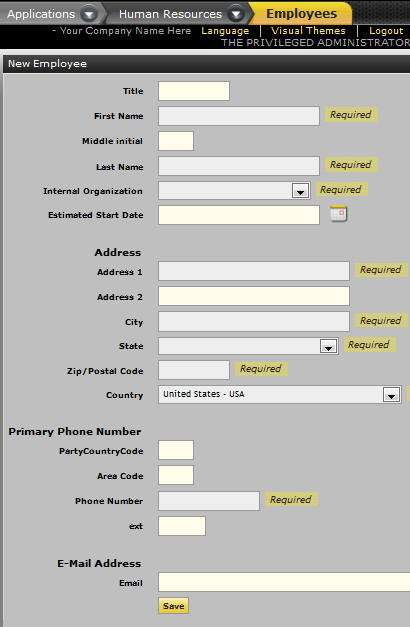 Applications Human Resources Employees
- Your Company Name Here Language | Visual Themes | Logout
THE PRIVILEGED ADMINISTRATOR
New Employee
Title
First Name Required
Middle initial
Last Name Required
Internal Organization Required
Estimated Start Date
Address
Address 1 Required
Address 2
City Required
State Required
Zip/Postal Code Required
Country United States - USA
Primary Phone Number
PartyCountryCode
Area Code
Phone Number Required
ext
E-Mail Address
Email
Save